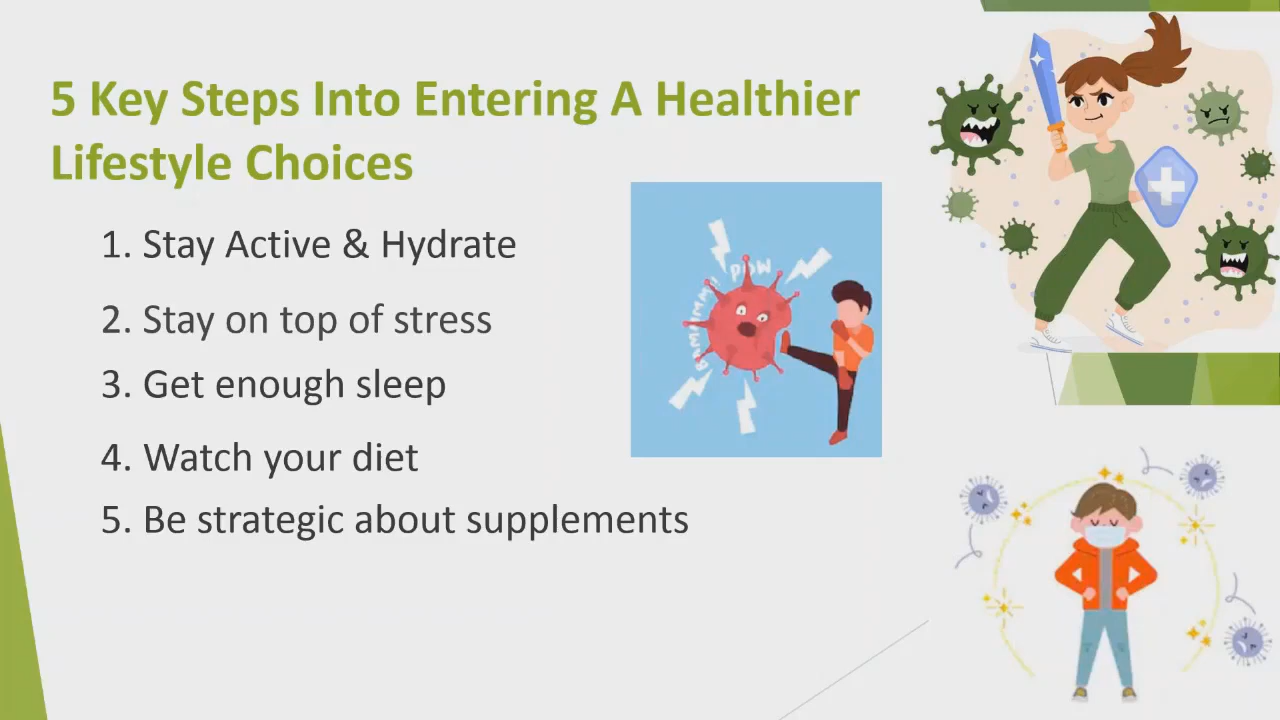 5 Key Steps Into Entering A Healthier
Lifestyle Choices
1. Stay Active & Hydrate
2. Stay on top of stress
3. Get enough sleep
4. Watch your diet
5. Be strategic about supplements
POW